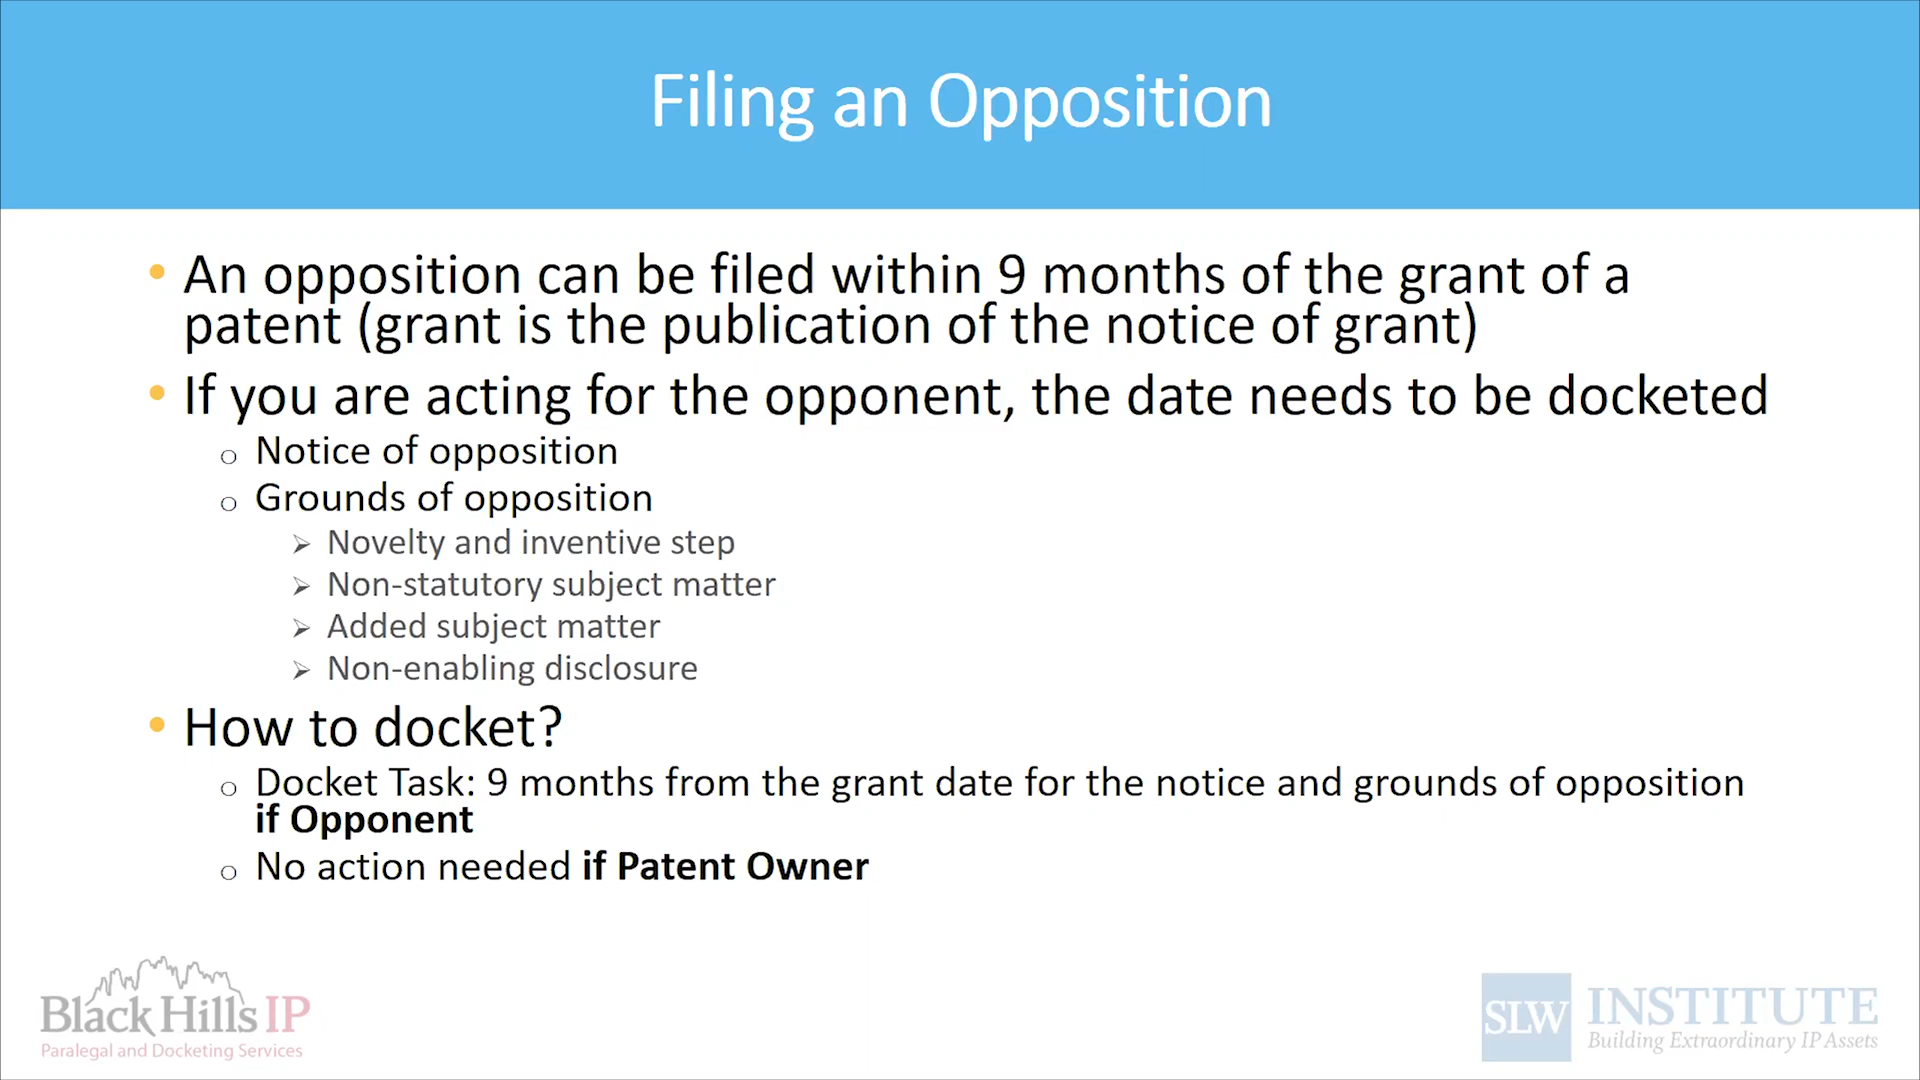 Filing an Opposition
• An opposition can be filed within 9 months of the grant of a
patent (grant is the publication of the notice of grant)
• If you are acting for the opponent, the date needs to be docketed
o Notice of opposition
o Grounds of opposition
➢ Novelty and inventive step
➢ Non-statutory subject matter
➢ Added subject matter
➢ Non-enabling disclosure
• How to docket?
o Docket Task: 9 months from the grant date for the notice and grounds of opposition
if Opponent
o No action needed if Patent Owner
Black Hills IP
Paralegal and Docketing Services
SLW INSTITUTE
Building Extraordinary IP Assets